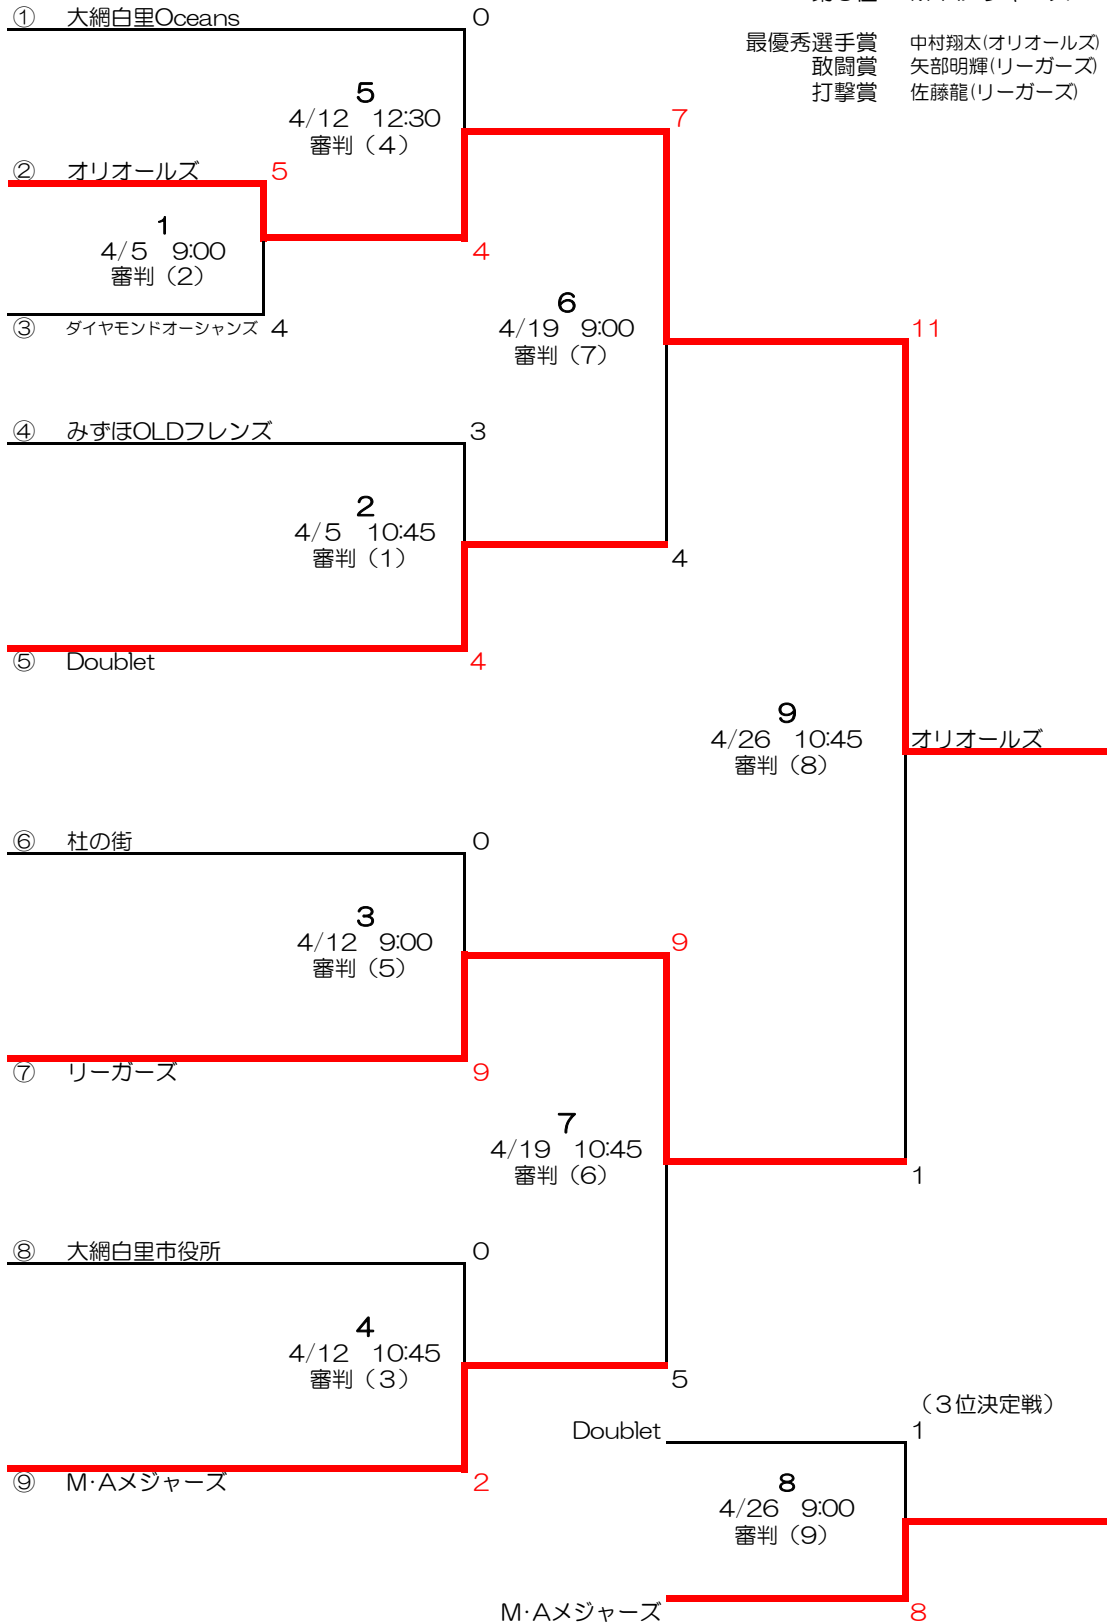 ① 大網白里Oceans 0
最優秀選手賞 中村翔太(オリオールズ)
敢闘賞 矢部明輝(リーガーズ)
打撃賞 佐藤龍(リーガーズ)
5
4/12 12:30
審判（4）
7
② オリオールズ 5
1
4/5 9:00
審判（2）
4
③ ダイヤモンドオーシャンズ 4
6
4/19 9:00
審判（7）
11
④ みずほOLDフレンズ 3
2
4/5 10:45
審判（1）
4
⑤ Doublet 4
9
4/26 10:45
審判（8）
オリオールズ
⑥ 杜の街 0
3
4/12 9:00
審判（5）
9
⑦ リーガーズ 9
7
4/19 10:45
審判（6）
1
⑧ 大網白里市役所 0
4
4/12 10:45
審判（3）
5
（3位決定戦）
Doublet 1
⑨ M･Aメジャーズ 2
8
4/26 9:00
審判（9）
M･Aメジャーズ 8